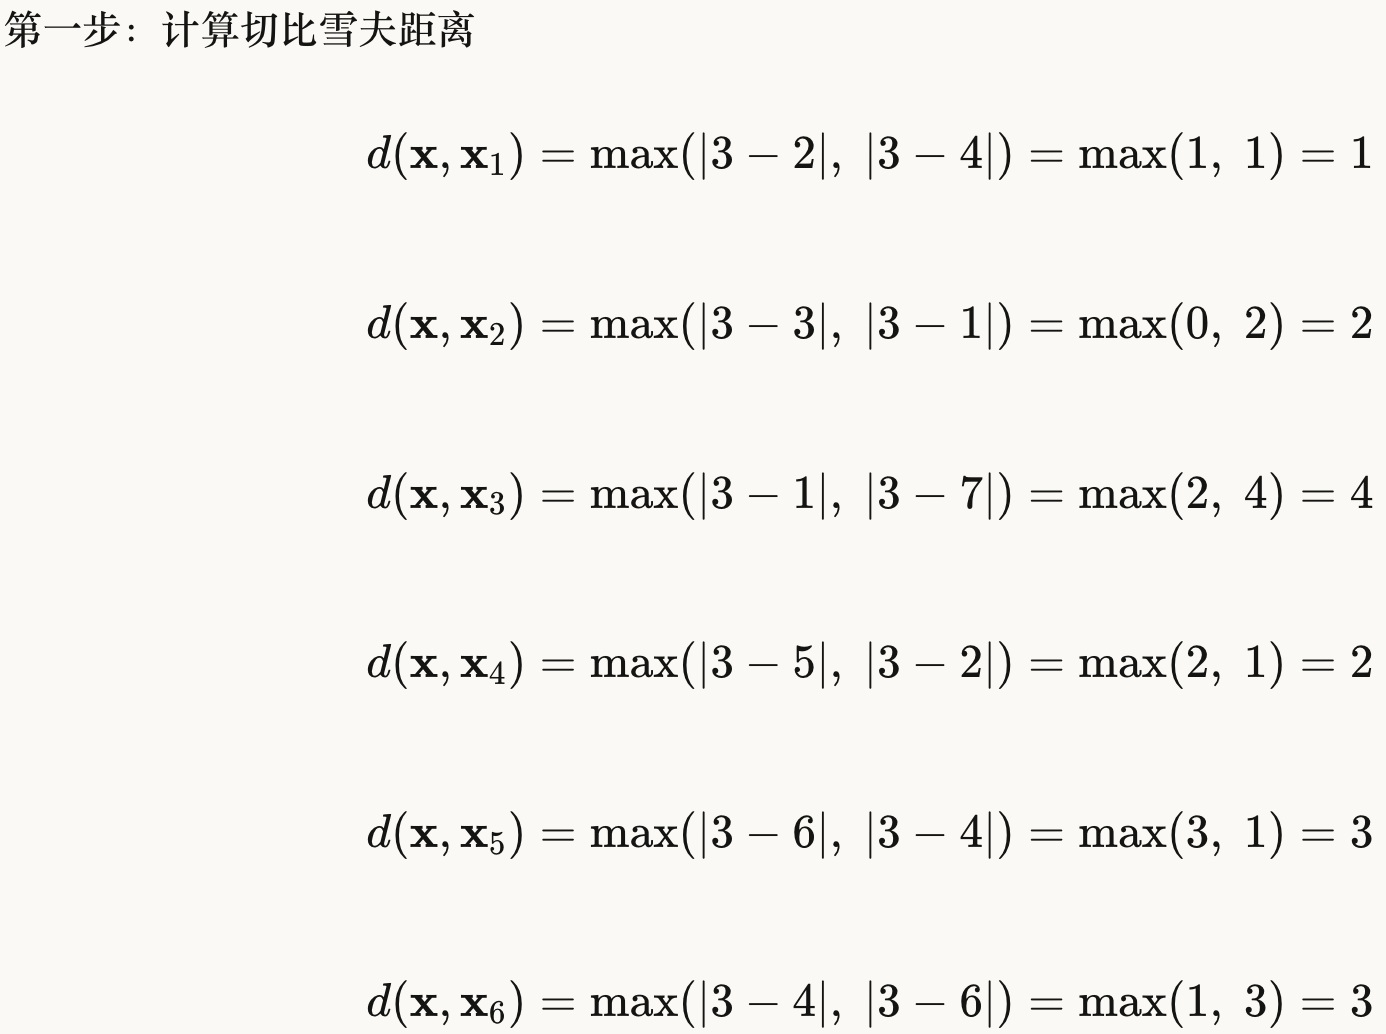 第一步：计算切比雪夫距离
d(x, x₁) = max(|3 − 2|, |3 − 4|) = max(1, 1) = 1
d(x, x₂) = max(|3 − 3|, |3 − 1|) = max(0, 2) = 2
d(x, x₃) = max(|3 − 1|, |3 − 7|) = max(2, 4) = 4
d(x, x₄) = max(|3 − 5|, |3 − 2|) = max(2, 1) = 2
d(x, x₅) = max(|3 − 6|, |3 − 4|) = max(3, 1) = 3
d(x, x₆) = max(|3 − 4|, |3 − 6|) = max(1, 3) = 3